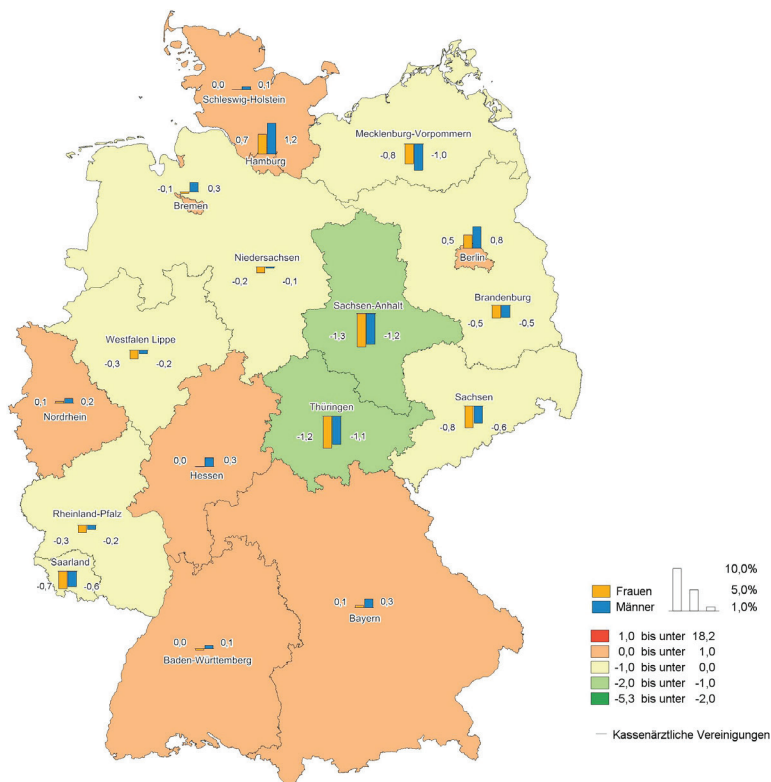 0,0 0,1
Schleswig-Holstein
0,7 1,2
Hamburg
Mecklenburg-Vorpommern
-0,8 -1,0
-0,1 0,3
Bremen
0,5 0,8
Berlin
Niedersachsen
-0,2 -0,1
Sachsen-Anhalt
-1,3 -1,2
Brandenburg
-0,5 -0,5
Westfalen Lippe
-0,3 -0,2
0,1 0,2
Nordrhein
Thüringen
-1,2 -1,1
Sachsen
-0,8 -0,6
0,0 0,3
Hessen
Rheinland-Pfalz
-0,3 -0,2
Saarland
-0,7 -0,6
0,1 0,3
Bayern
0,0 0,1
Baden-Württemberg
Frauen
Männer
10,0%
5,0%
1,0%
1,0 bis unter 18,2
0,0 bis unter 1,0
-1,0 bis unter 0,0
-2,0 bis unter -1,0
-5,3 bis unter -2,0
Kassenärztliche Vereinigungen